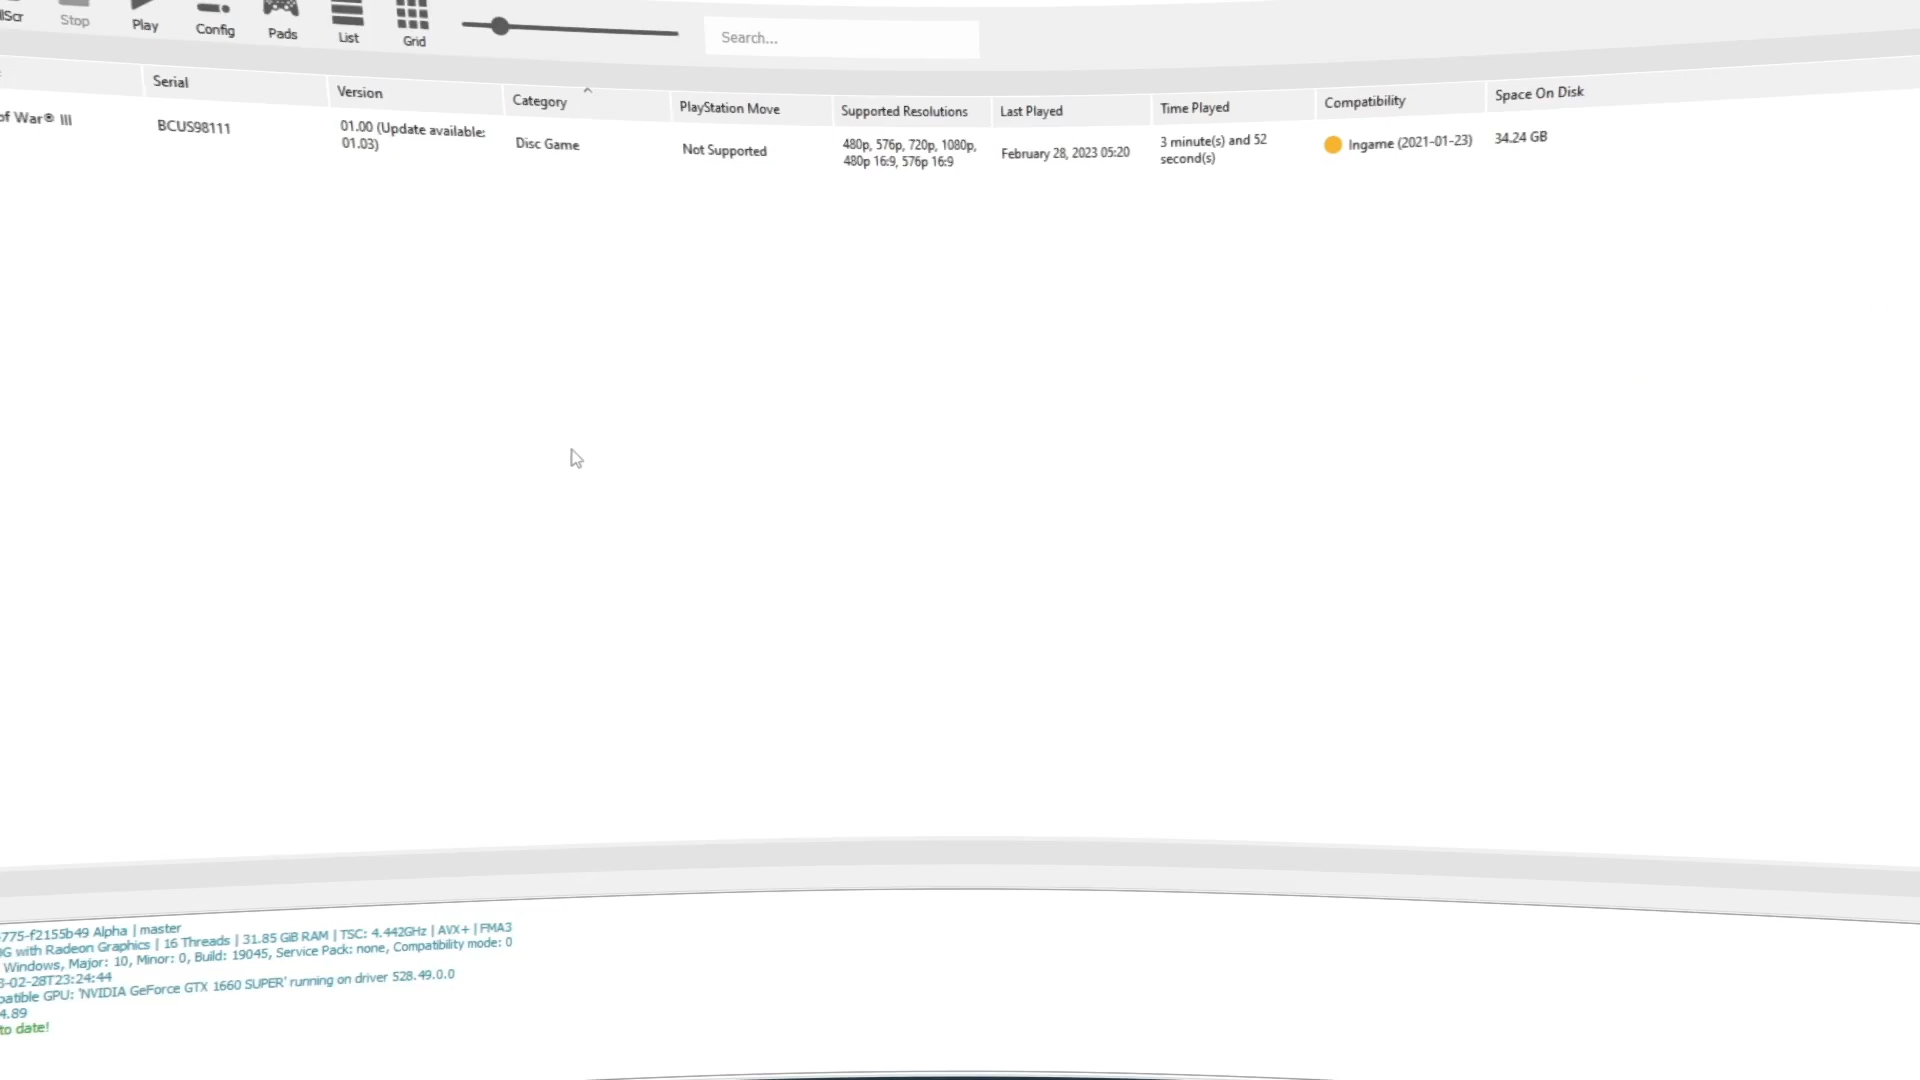 Stop
Play
Config
Pads
List
Grid
Search...
Serial
Version
Category
PlayStation Move
Supported Resolutions
Last Played
Time Played
Compatibility
Space On Disk
of War® III
BCUS98111
01.00 (Update available:
01.03)
Disc Game
Not Supported
480p, 576p, 720p, 1080p,
480p 16:9, 576p 16:9
February 28, 2023 05:20
3 minute(s) and 52
second(s)
Ingame (2021-01-23)
34.24 GB
775-f2155b49 Alpha | master
G with Radeon Graphics | 16 Threads | 31.85 GiB RAM | TSC: 4.442GHz | AVX+ | FMA3
Windows, Major: 10, Minor: 0, Build: 19045, Service Pack: none, Compatibility mode: 0
3-02-28T23:24:44
patible GPU: 'NVIDIA GeForce GTX 1660 SUPER' running on driver 528.49.0.0
4.89
to date!